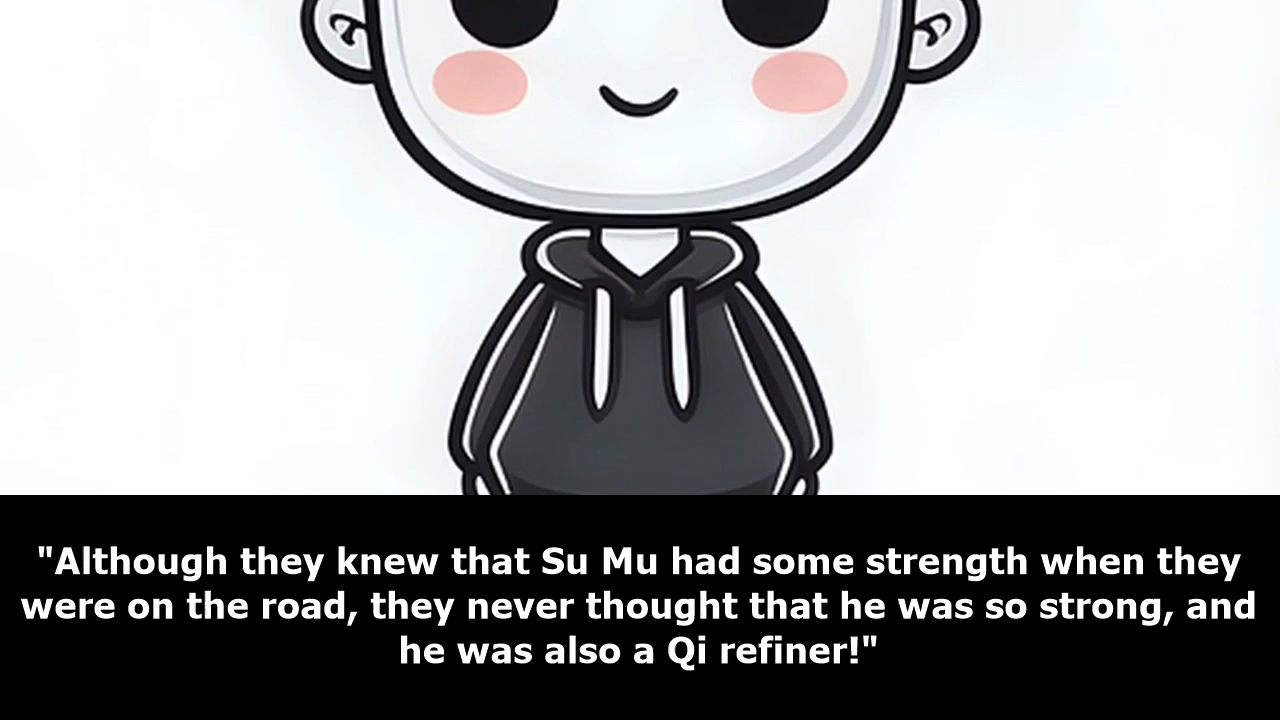 "Although they knew that Su Mu had some strength when they
were on the road, they never thought that he was so strong, and
he was also a Qi refiner!"